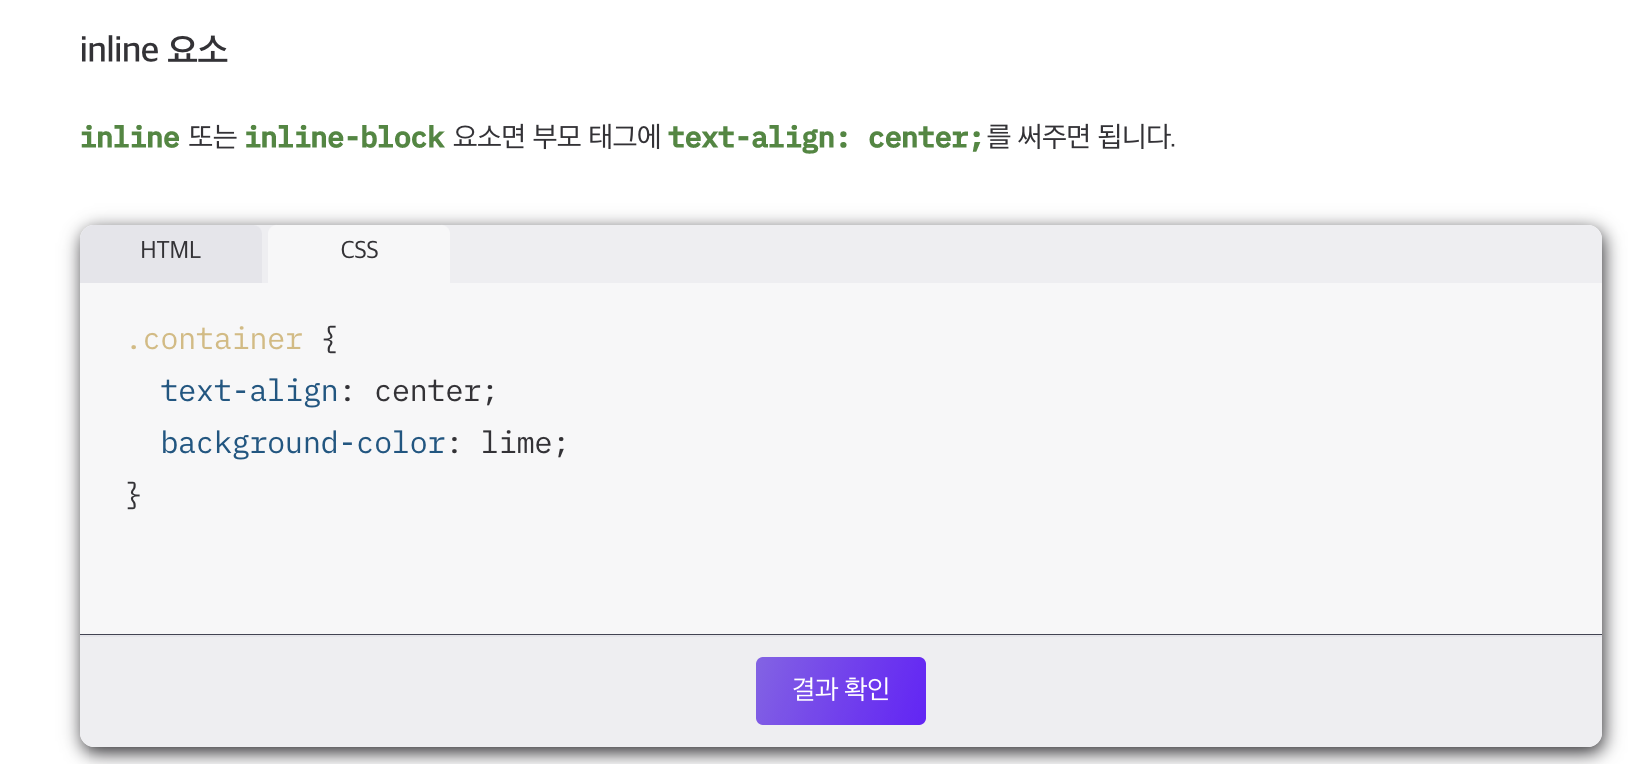 inline 요소
inline 또는 inline-block 요소면 부모 태그에 text-align: center;를 써주면 됩니다.
HTML CSS
.container {
  text-align: center;
  background-color: lime;
}
결과 확인